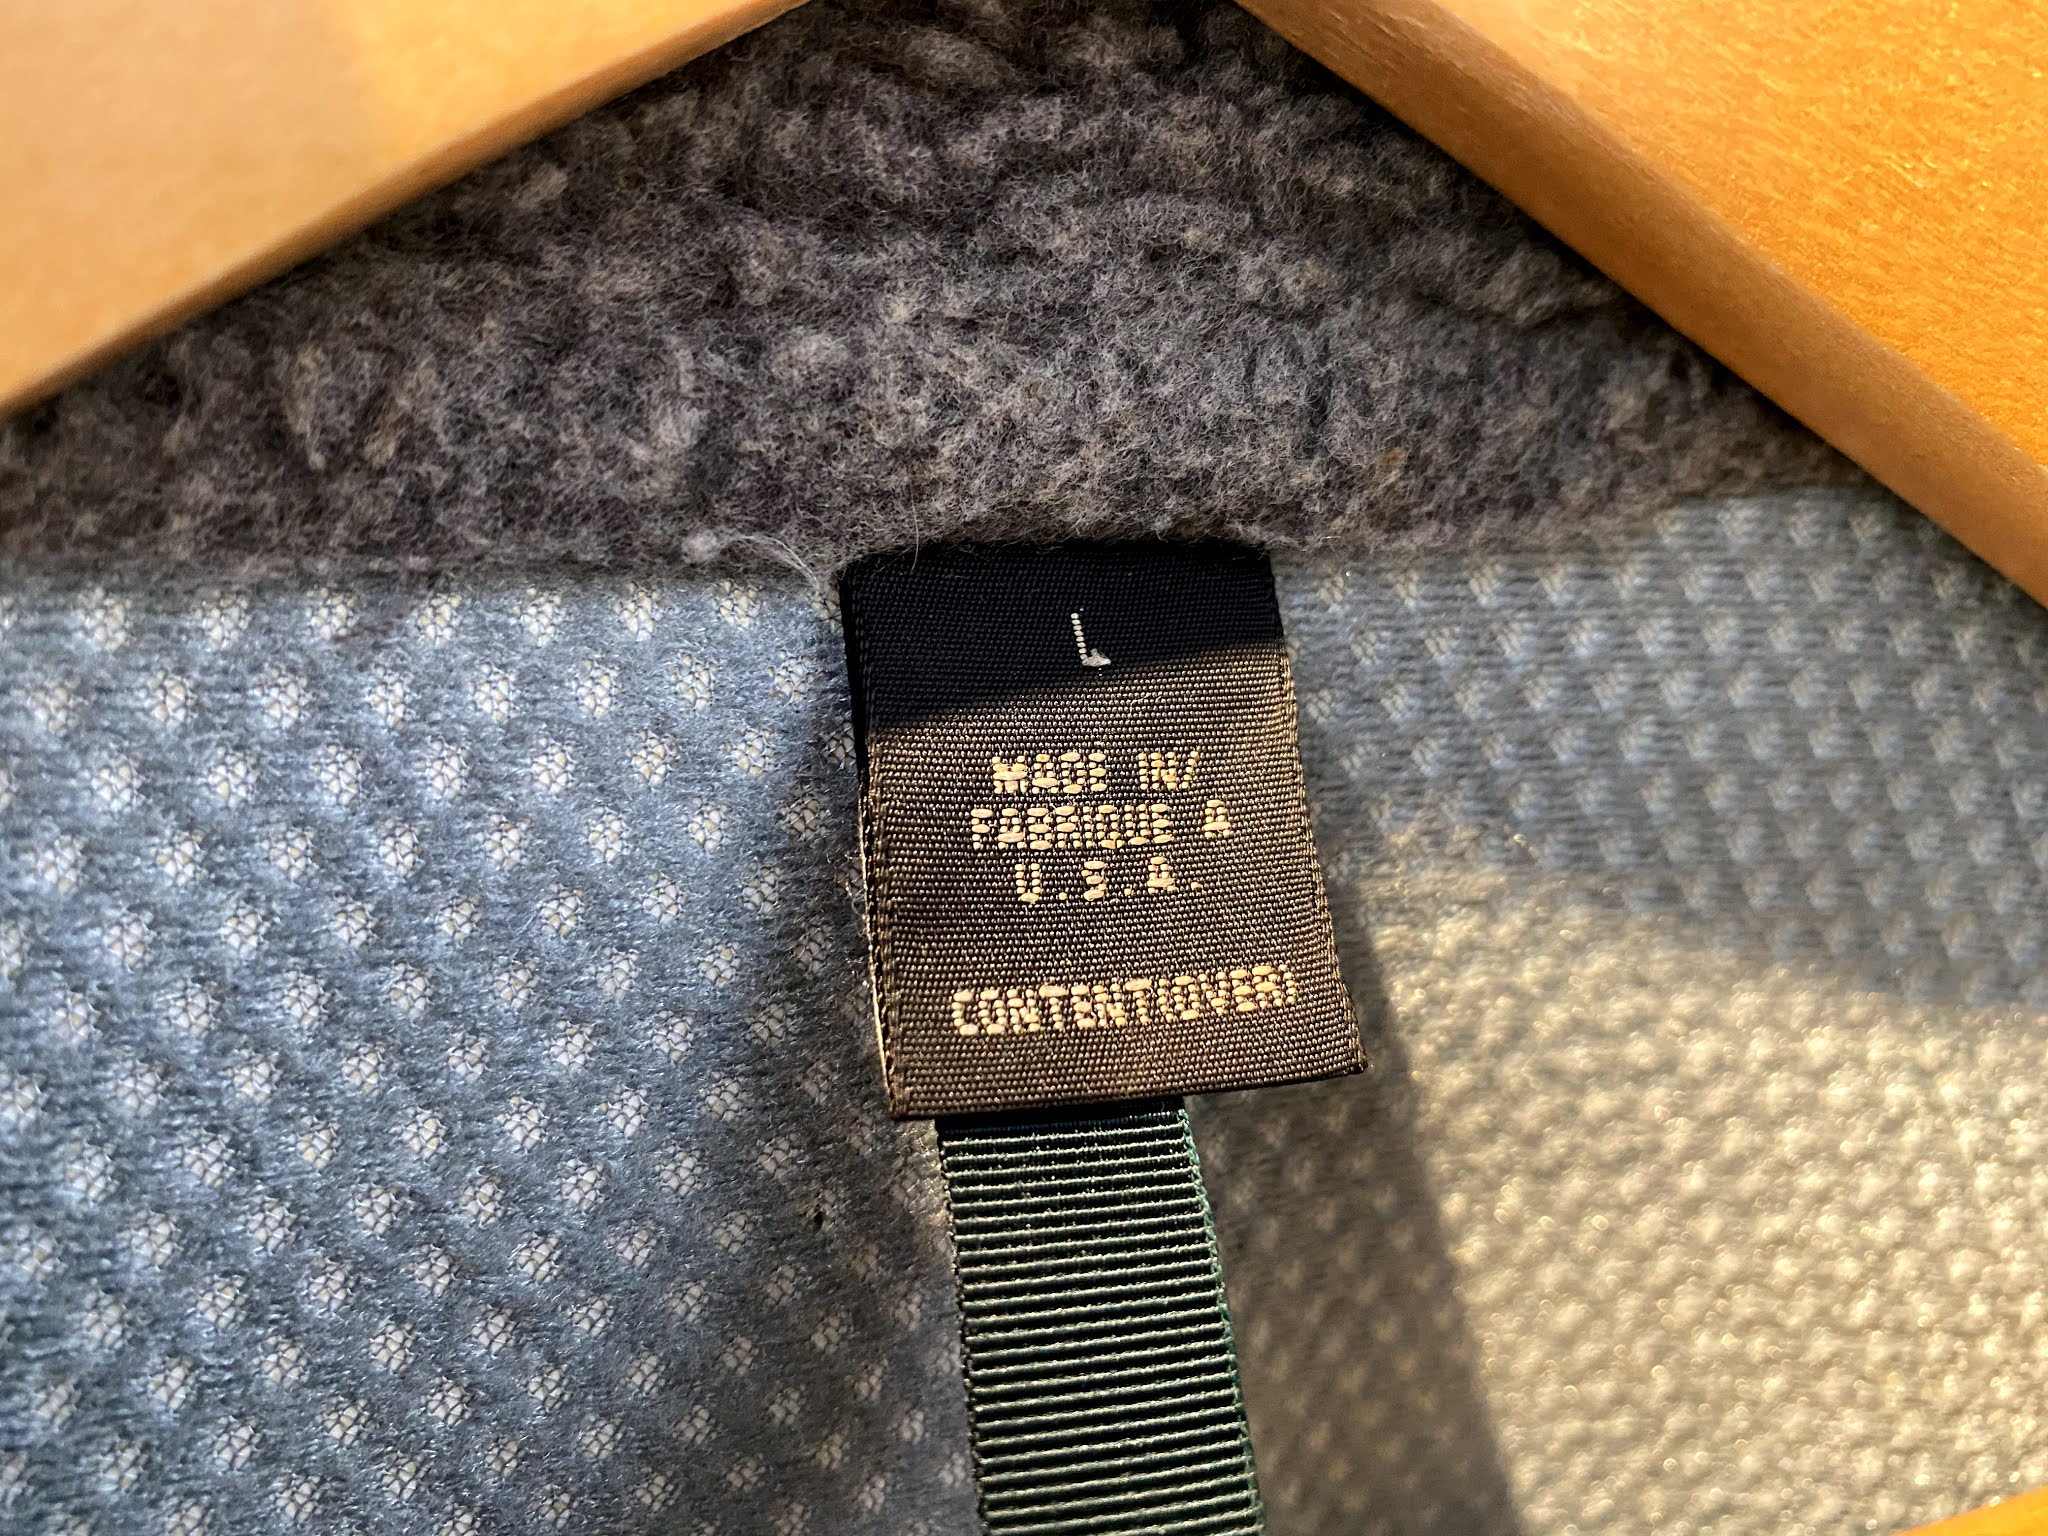 L
MADE IN/
FABRIQUE A
U.S.A.
CONTENT(OVER)